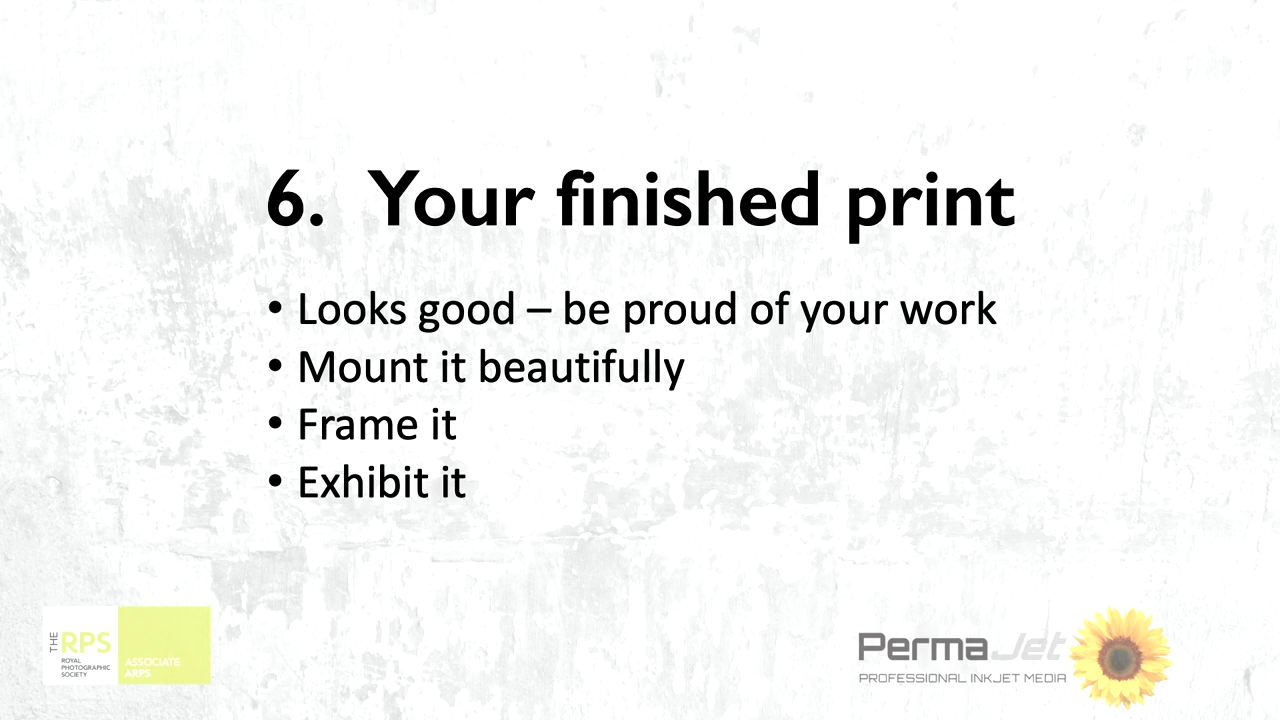 6. Your finished print
• Looks good – be proud of your work
• Mount it beautifully
• Frame it
• Exhibit it
THE RPS
ROYAL
PHOTOGRAPHIC
SOCIETY
ASSOCIATE
ARPS
PermaJet
PROFESSIONAL INKJET MEDIA